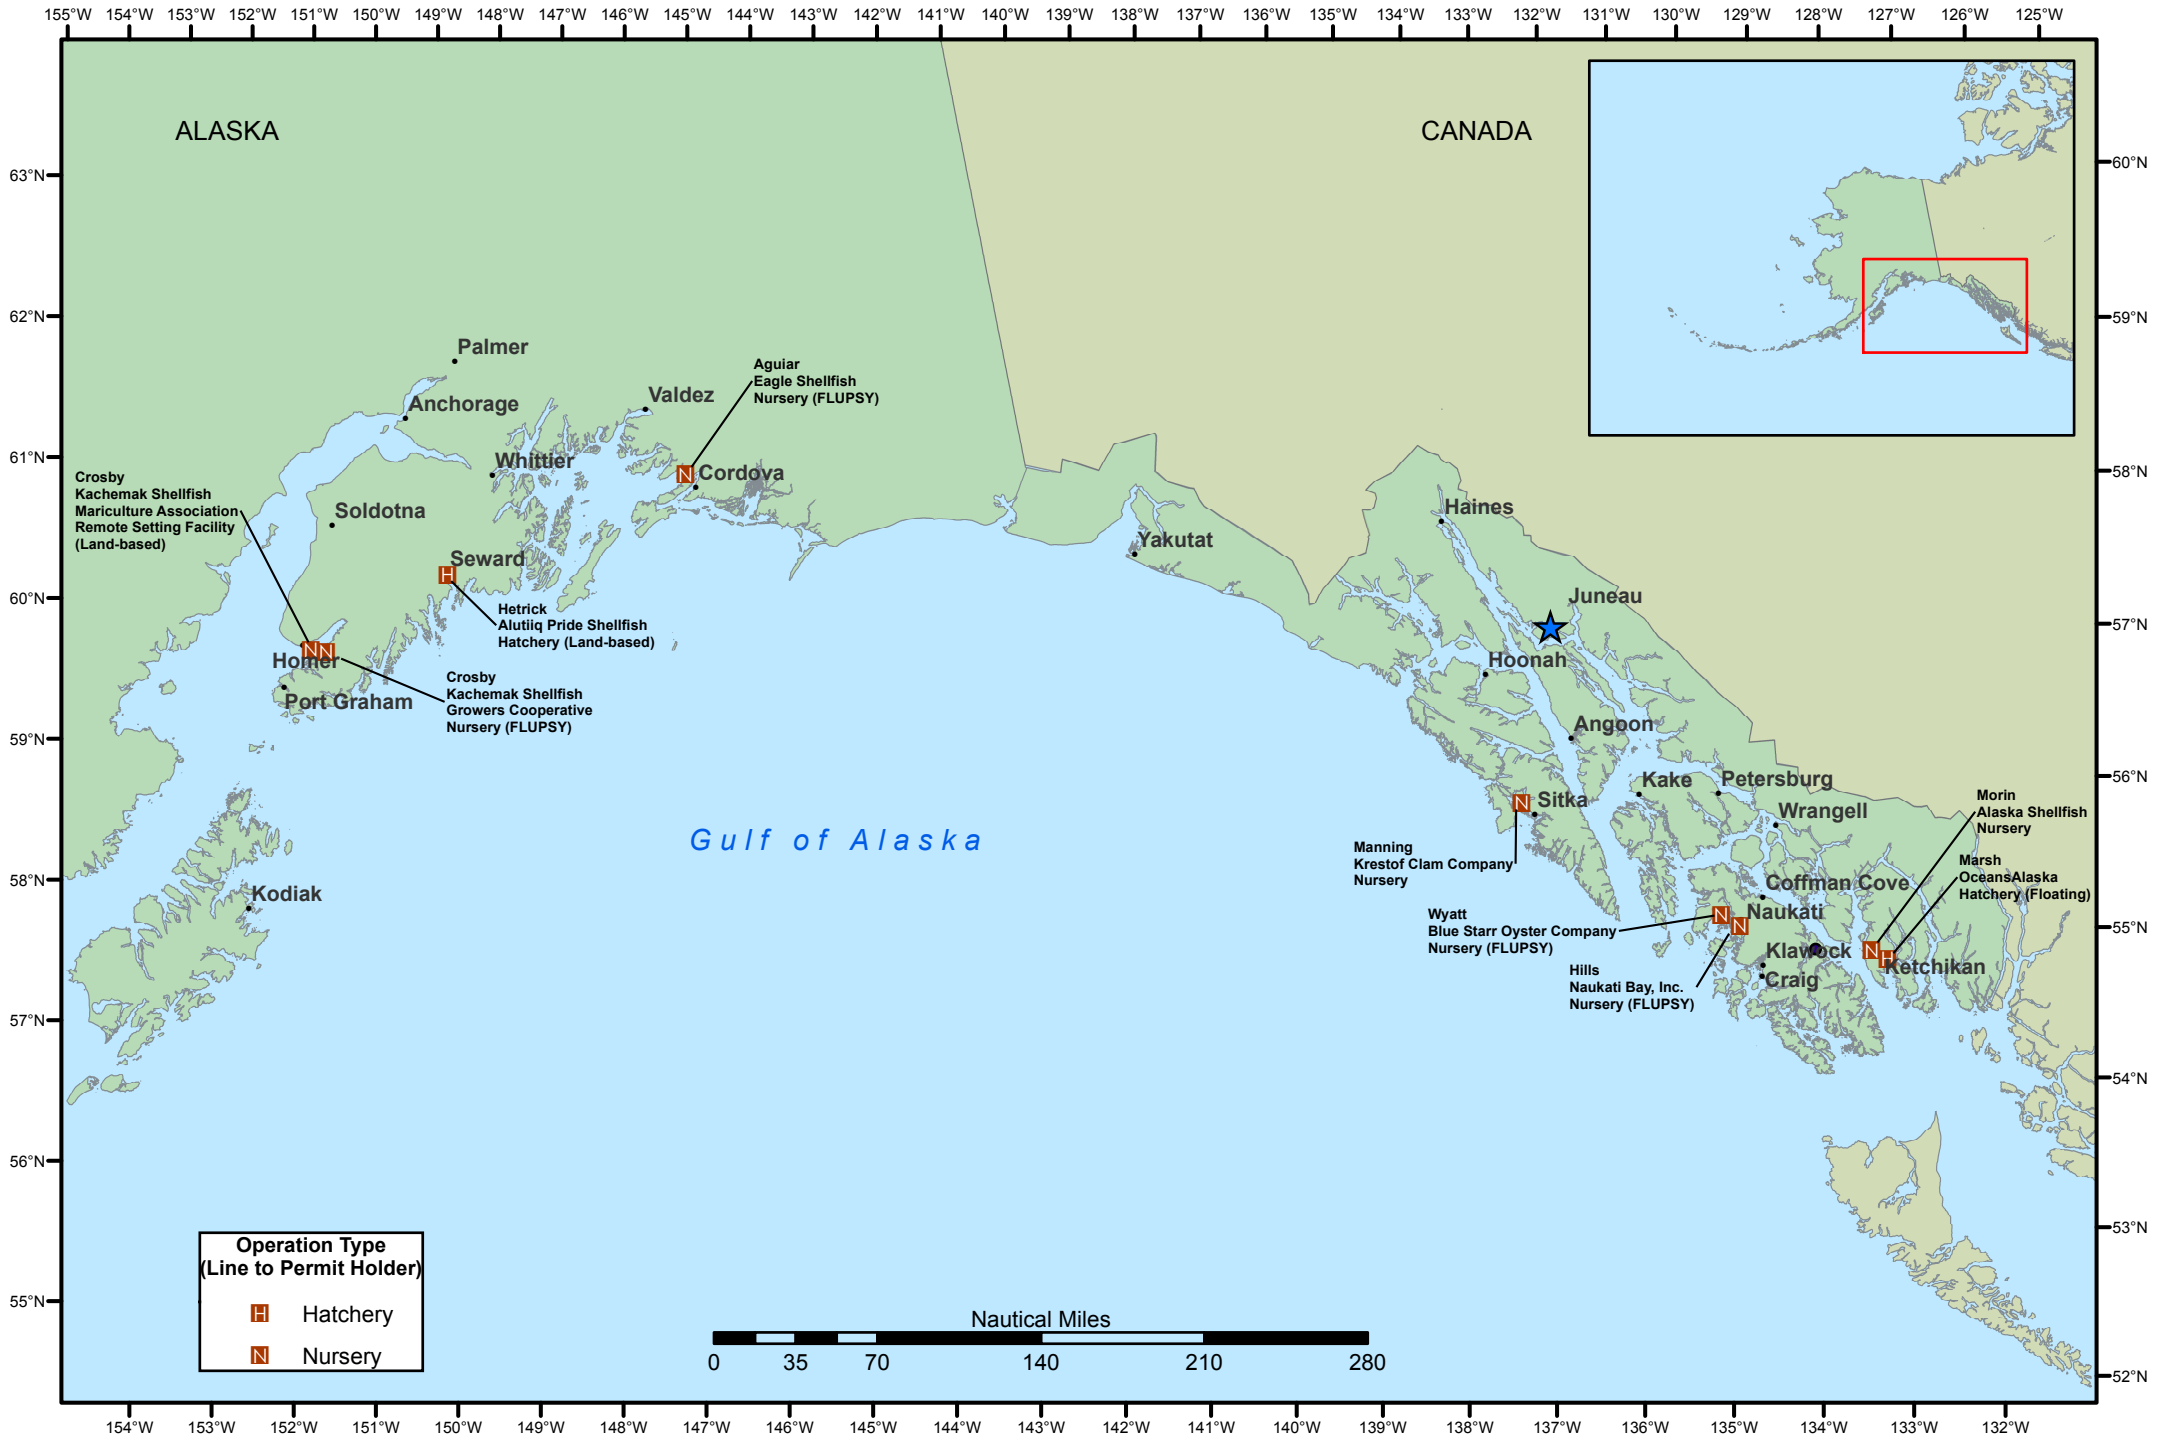 155°W 154°W 153°W 152°W 151°W 150°W 149°W 148°W 147°W 146°W 145°W 144°W 143°W 142°W 141°W 140°W 139°W 138°W 137°W 136°W 135°W 134°W 133°W 132°W 131°W 130°W 129°W 128°W 127°W 126°W 125°W
ALASKA
CANADA
63°N
62°N
61°N
60°N
59°N
58°N
57°N
56°N
55°N
60°N
59°N
58°N
57°N
56°N
55°N
54°N
53°N
52°N
Palmer
Anchorage
Valdez
Whittier
Cordova
Soldotna
Seward
Homer
Port Graham
Kodiak
Yakutat
Haines
Juneau
Hoonah
Angoon
Sitka
Kake
Petersburg
Wrangell
Coffman Cove
Naukati
Klawock
Craig
Ketchikan
Aguiar
Eagle Shellfish
Nursery (FLUPSY)
Crosby
Kachemak Shellfish
Mariculture Association
Remote Setting Facility
(Land-based)
Hetrick
Alutiiq Pride Shellfish
Hatchery (Land-based)
Crosby
Kachemak Shellfish
Growers Cooperative
Nursery (FLUPSY)
Manning
Krestof Clam Company
Nursery
Wyatt
Blue Starr Oyster Company
Nursery (FLUPSY)
Hills
Naukati Bay, Inc.
Nursery (FLUPSY)
Morin
Alaska Shellfish
Nursery
Marsh
OceansAlaska
Hatchery (Floating)
N
N
N
H
N
N
N
N
H
Gulf of Alaska
Operation Type
(Line to Permit Holder)
H Hatchery
N Nursery
Nautical Miles
0 35 70 140 210 280
154°W 153°W 152°W 151°W 150°W 149°W 148°W 147°W 146°W 145°W 144°W 143°W 142°W 141°W 140°W 139°W 138°W 137°W 136°W 135°W 134°W 133°W 132°W